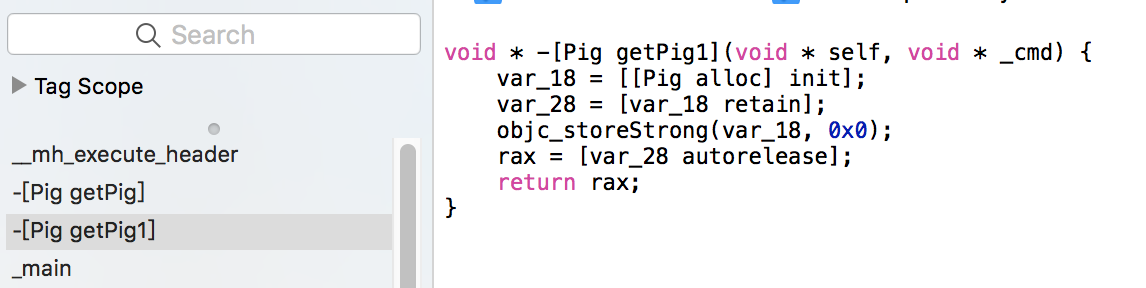 Search
Tag Scope
__mh_execute_header
-[Pig getPig]
-[Pig getPig1]
_main
void * -[Pig getPig1](void * self, void * _cmd) {
    var_18 = [[Pig alloc] init];
    var_28 = [var_18 retain];
    objc_storeStrong(var_18, 0x0);
    rax = [var_28 autorelease];
    return rax;
}